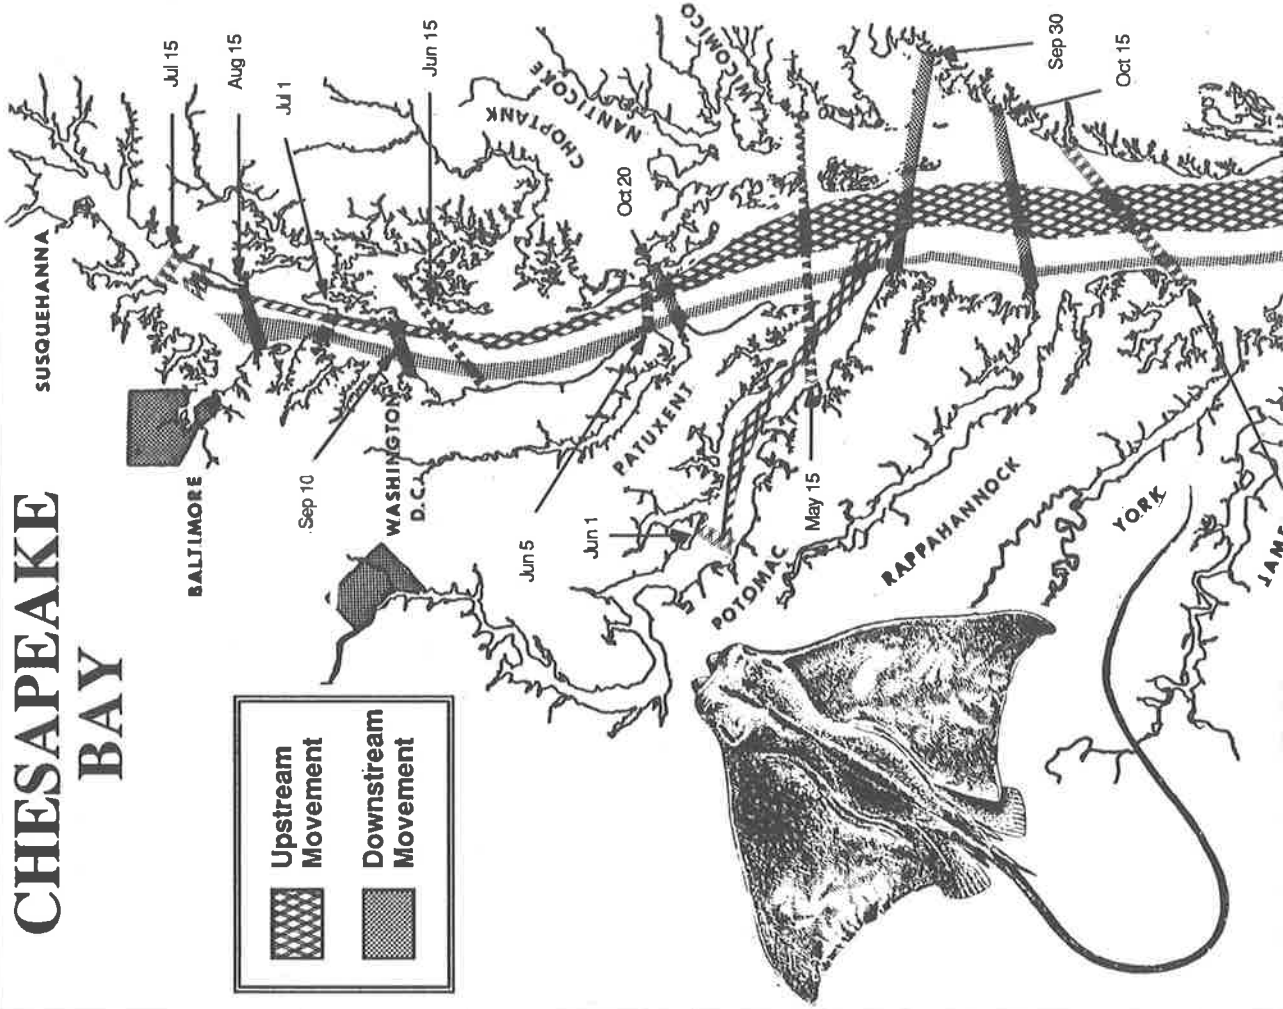 CHESAPEAKE
BAY
SUSQUEHANNA
BALTIMORE
WASHINGTON
D.C.
PATUXENT
POTOMAC
RAPPAHANNOCK
YORK
CHOPTANK
NANTICOKE
WICOMICO
Jul 15
Aug 15
Jul 1
Jun 15
Oct 20
Sep 30
Oct 15
Sep 10
Jun 5
Jun 1
May 15
Upstream
Movement
Downstream
Movement